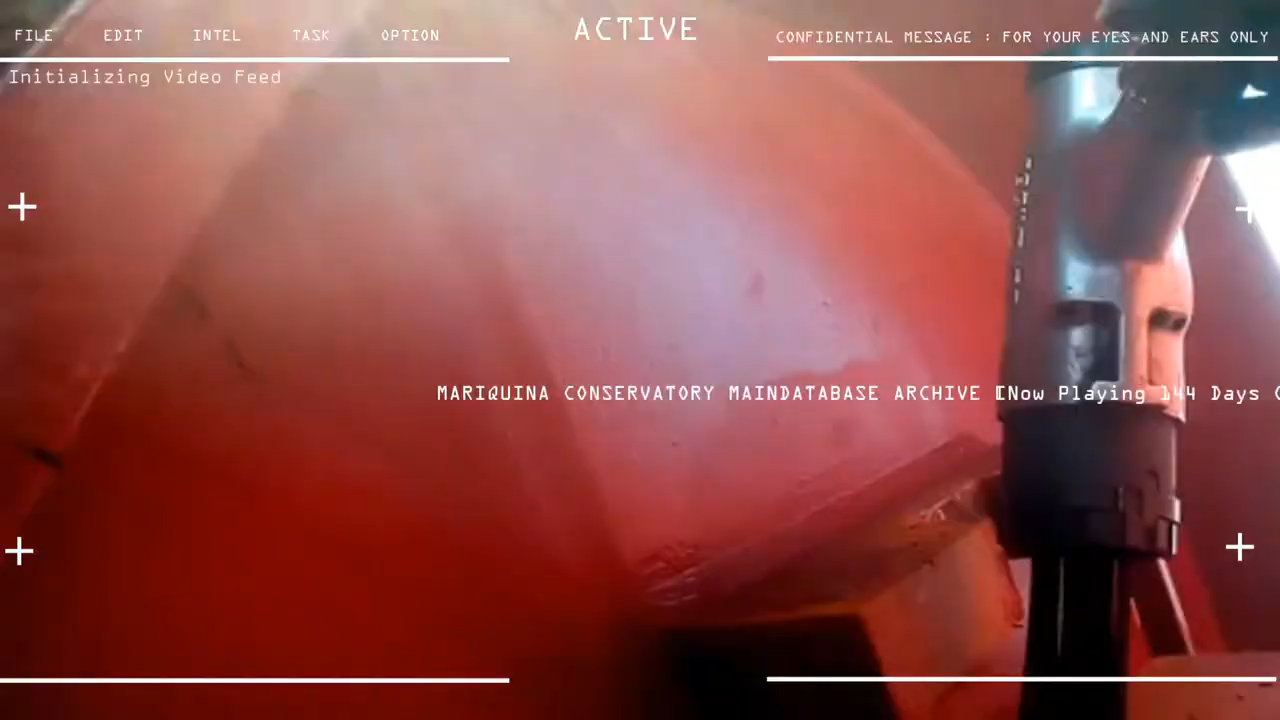 FILE EDIT INTEL TASK OPTION
ACTIVE
CONFIDENTIAL MESSAGE : FOR YOUR EYES AND EARS ONLY
Initializing Video Feed
MARIQUINA CONSERVATORY MAINDATABASE ARCHIVE [Now Playing 144 Days